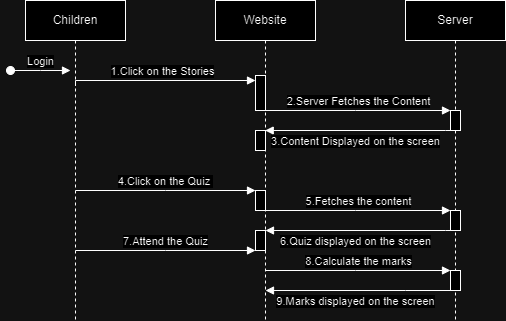 Children
Website
Server
Login
1.Click on the Stories
2.Server Fetches the Content
3.Content Displayed on the screen
4.Click on the Quiz
5.Fetches the content
6.Quiz displayed on the screen
7.Attend the Quiz
8.Calculate the marks
9.Marks displayed on the screen